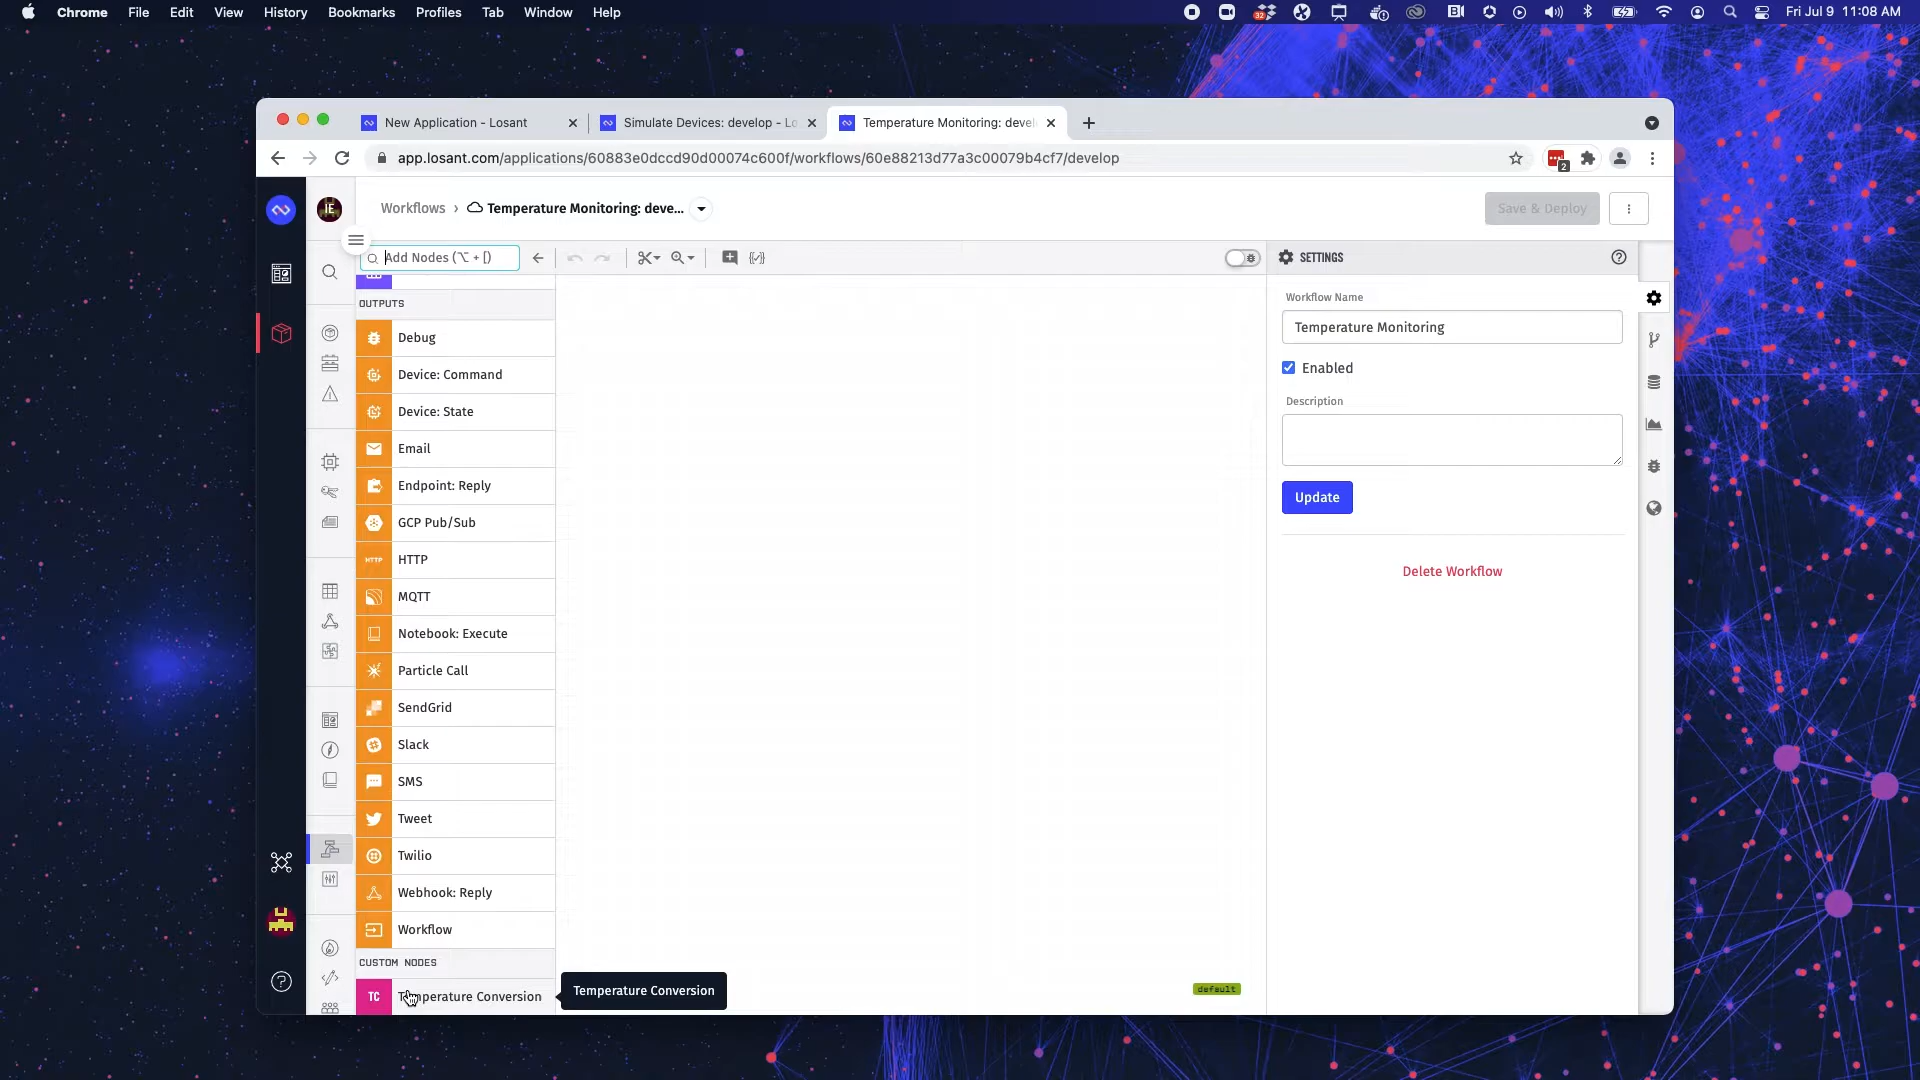 Chrome File Edit View History Bookmarks Profiles Tab Window Help
32
Fri Jul 9 11:08 AM
New Application - Losant
Simulate Devices: develop - Lo
Temperature Monitoring: devel
app.losant.com/applications/60883e0dccd90d00074c600f/workflows/60e88213d77a3c00079b4cf7/develop
2
IE
Workflows › Temperature Monitoring: deve...
Save & Deploy
Add Nodes (⌥ + [)
SETTINGS
OUTPUTS
Debug
Device: Command
Device: State
Email
Endpoint: Reply
GCP Pub/Sub
HTTP HTTP
MQTT
Notebook: Execute
Particle Call
SendGrid
Slack
SMS
Tweet
Twilio
Webhook: Reply
Workflow
CUSTOM NODES
TC Temperature Conversion
Temperature Conversion
default
Workflow Name
Temperature Monitoring
Enabled
Description
Update
Delete Workflow